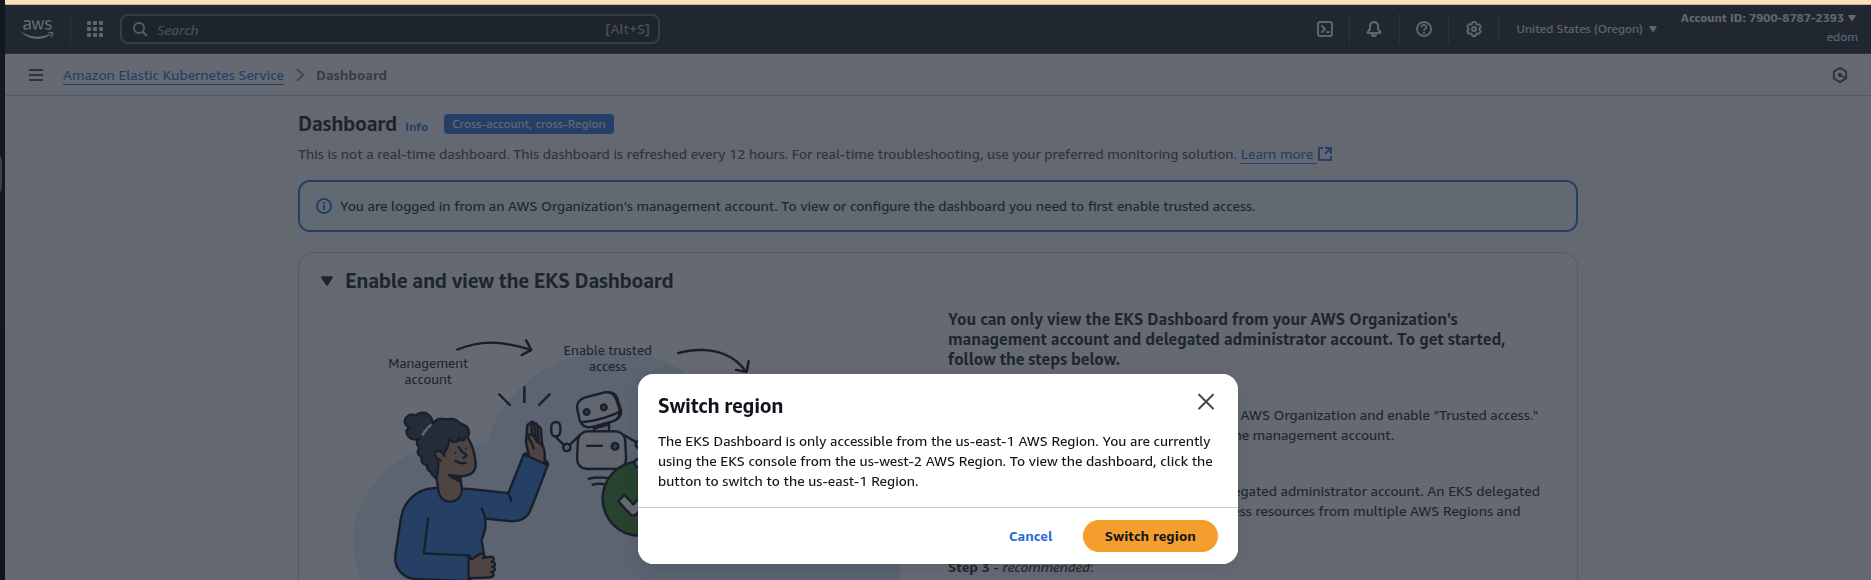 aws
Search
[Alt+S]
United States (Oregon)
Account ID: 7900-8787-2393
edom
Amazon Elastic Kubernetes Service
Dashboard
Dashboard
Info
Cross-account, cross-Region
This is not a real-time dashboard. This dashboard is refreshed every 12 hours. For real-time troubleshooting, use your preferred monitoring solution. Learn more
You are logged in from an AWS Organization's management account. To view or configure the dashboard you need to first enable trusted access.
Enable and view the EKS Dashboard
Management
account
Enable trusted
access
You can only view the EKS Dashboard from your AWS Organization's
management account and delegated administrator account. To get started,
follow the steps below.
AWS Organization and enable "Trusted access."
management account.
administrator account. An EKS delegated
resources from multiple AWS Regions and
Step 3 - recommended:
Switch region
The EKS Dashboard is only accessible from the us-east-1 AWS Region. You are currently
using the EKS console from the us-west-2 AWS Region. To view the dashboard, click the
button to switch to the us-east-1 Region.
Cancel
Switch region